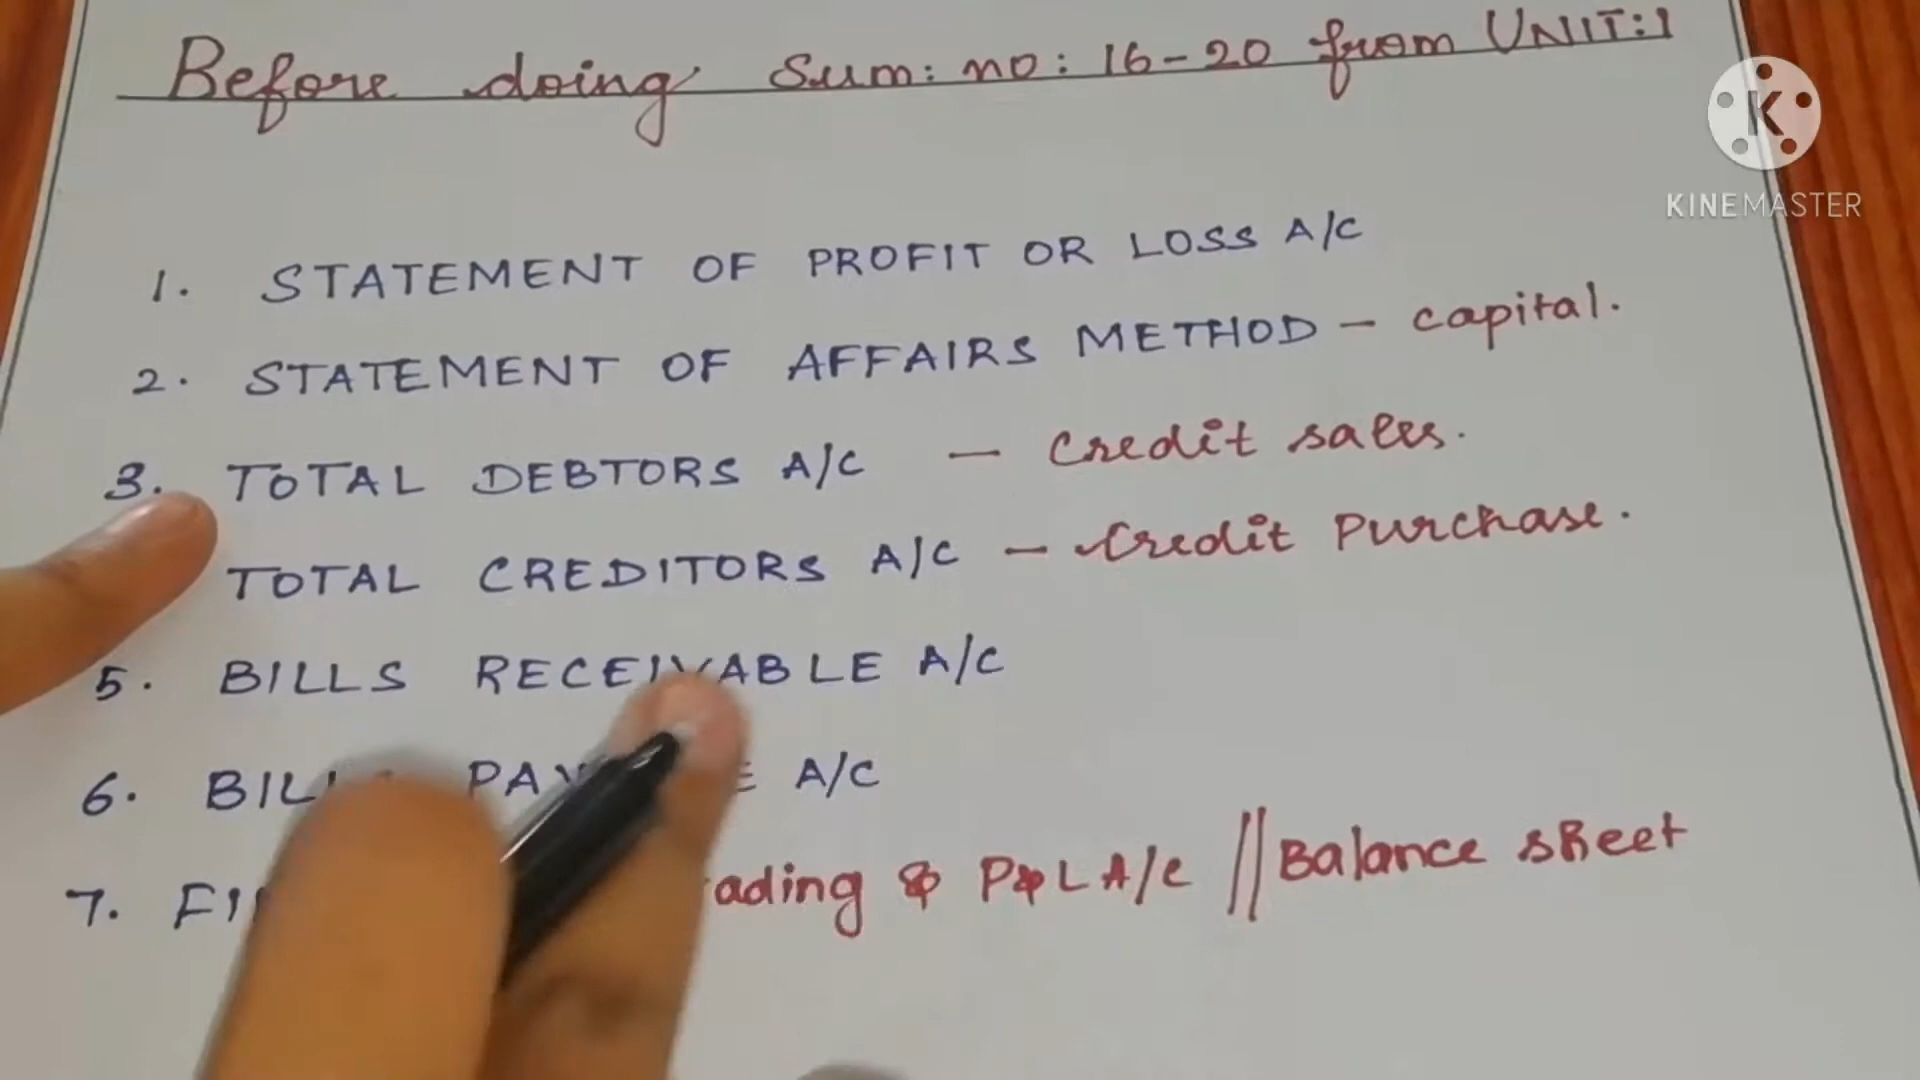 Before doing Sum: no: 16-20 from UNIT:1
KINEMASTER
1. STATEMENT OF PROFIT OR LOSS A/C
2. STATEMENT OF AFFAIRS METHOD - capital.
3. TOTAL DEBTORS A/C - Credit sales.
TOTAL CREDITORS A/C - Credit Purchase.
5. BILLS RECEIVABLE A/C
6. A/C
7. & P&L A/c // Balance sheet